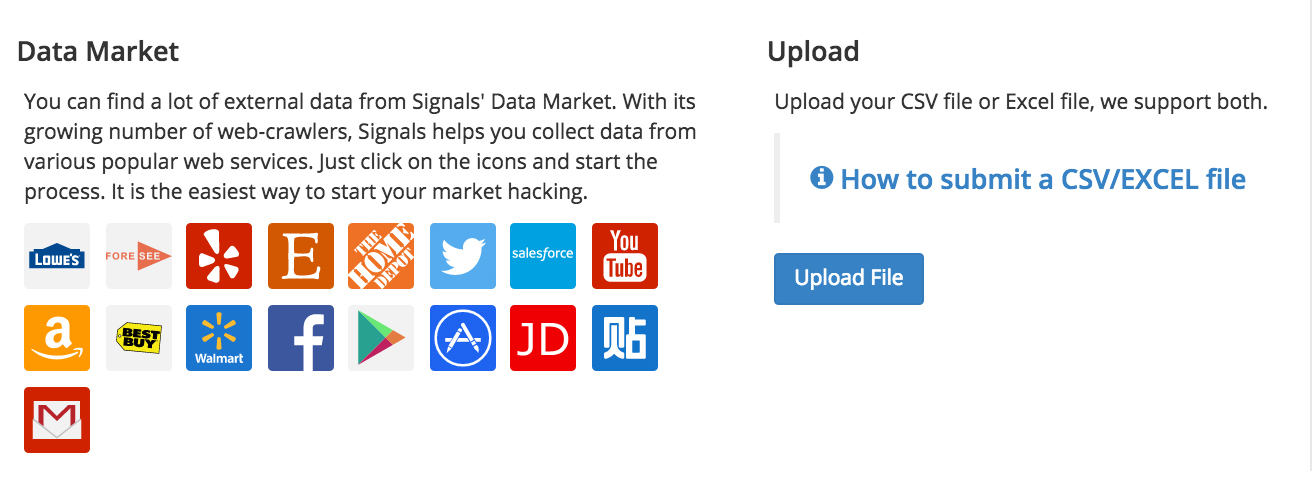 Data Market
You can find a lot of external data from Signals' Data Market. With its
growing number of web-crawlers, Signals helps you collect data from
various popular web services. Just click on the icons and start the
process. It is the easiest way to start your market hacking.
LOWE'S
FORESEE
E
THE
HOME
DEPOT
salesforce
You
Tube
a
BEST
BUY
Walmart
f
JD
贴
Upload
Upload your CSV file or Excel file, we support both.
How to submit a CSV/EXCEL file
Upload File